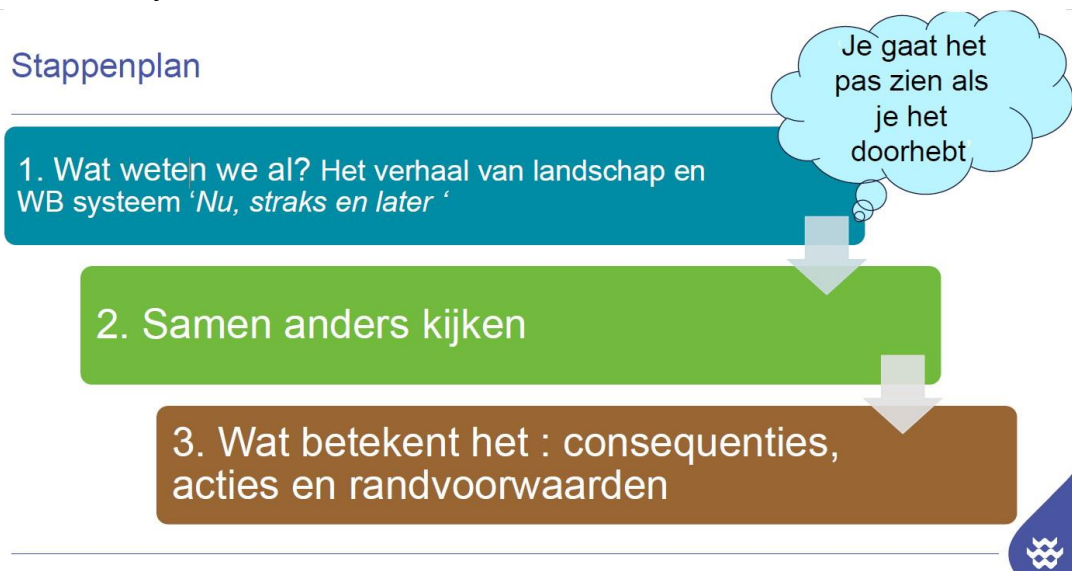 Stappenplan
'Je gaat het
pas zien als
je het
doorhebt'
1. Wat weten we al? Het verhaal van landschap en
WB systeem 'Nu, straks en later '
2. Samen anders kijken
3. Wat betekent het : consequenties,
acties en randvoorwaarden